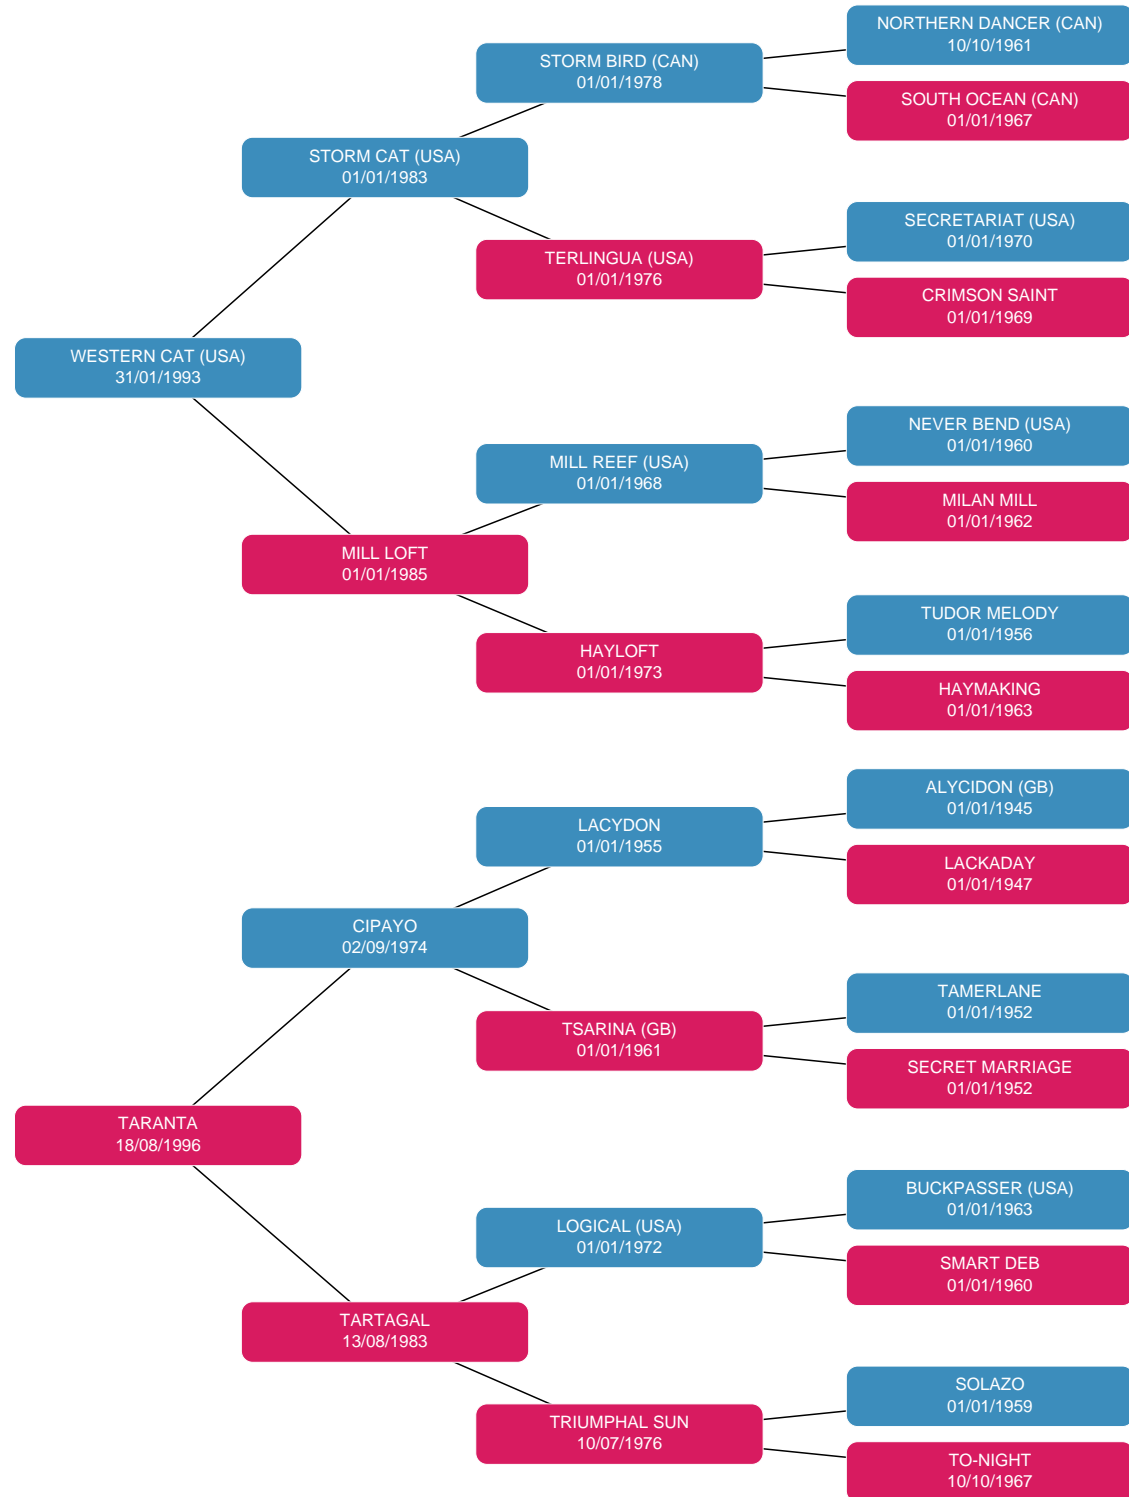 NORTHERN DANCER (CAN)
10/10/1961
STORM BIRD (CAN)
01/01/1978
SOUTH OCEAN (CAN)
01/01/1967
STORM CAT (USA)
01/01/1983
SECRETARIAT (USA)
01/01/1970
TERLINGUA (USA)
01/01/1976
CRIMSON SAINT
01/01/1969
WESTERN CAT (USA)
31/01/1993
NEVER BEND (USA)
01/01/1960
MILL REEF (USA)
01/01/1968
MILAN MILL
01/01/1962
MILL LOFT
01/01/1985
TUDOR MELODY
01/01/1956
HAYLOFT
01/01/1973
HAYMAKING
01/01/1963
ALYCIDON (GB)
01/01/1945
LACYDON
01/01/1955
LACKADAY
01/01/1947
CIPAYO
02/09/1974
TAMERLANE
01/01/1952
TSARINA (GB)
01/01/1961
SECRET MARRIAGE
01/01/1952
TARANTA
18/08/1996
BUCKPASSER (USA)
01/01/1963
LOGICAL (USA)
01/01/1972
SMART DEB
01/01/1960
TARTAGAL
13/08/1983
SOLAZO
01/01/1959
TRIUMPHAL SUN
10/07/1976
TO-NIGHT
10/10/1967